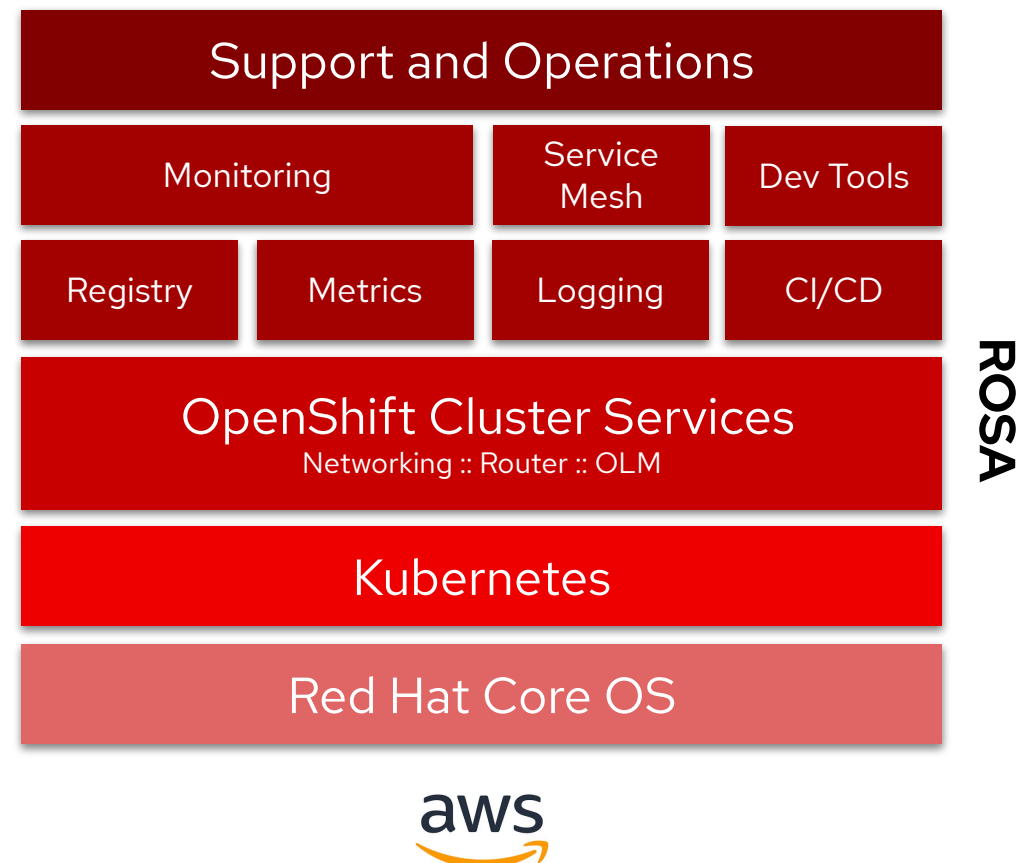 Support and Operations
Monitoring
Service
Mesh
Dev Tools
Registry
Metrics
Logging
CI/CD
OpenShift Cluster Services
Networking :: Router :: OLM
ROSA
Kubernetes
Red Hat Core OS
aws